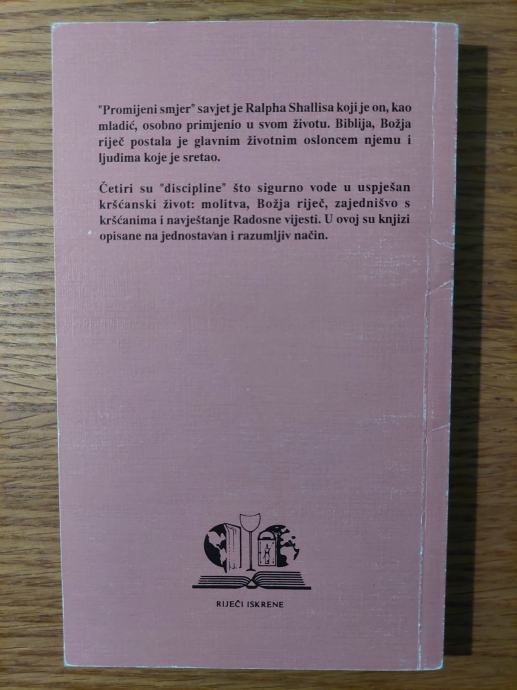 "Promijeni smjer" savjet je Ralpha Shallisa koji je on, kao
mladić, osobno primjenio u svom životu. Biblija, Božja
riječ postala je glavnim životnim osloncem njemu i
ljudima koje je sretao.
Četiri su "discipline" što sigurno vode u uspješan
kršćanski život: molitva, Božja riječ, zajednišvo s
kršćanima i navještanje Radosne vijesti. U ovoj su knjizi
opisane na jednostavan i razumljiv način.
RIJEČI ISKRENE